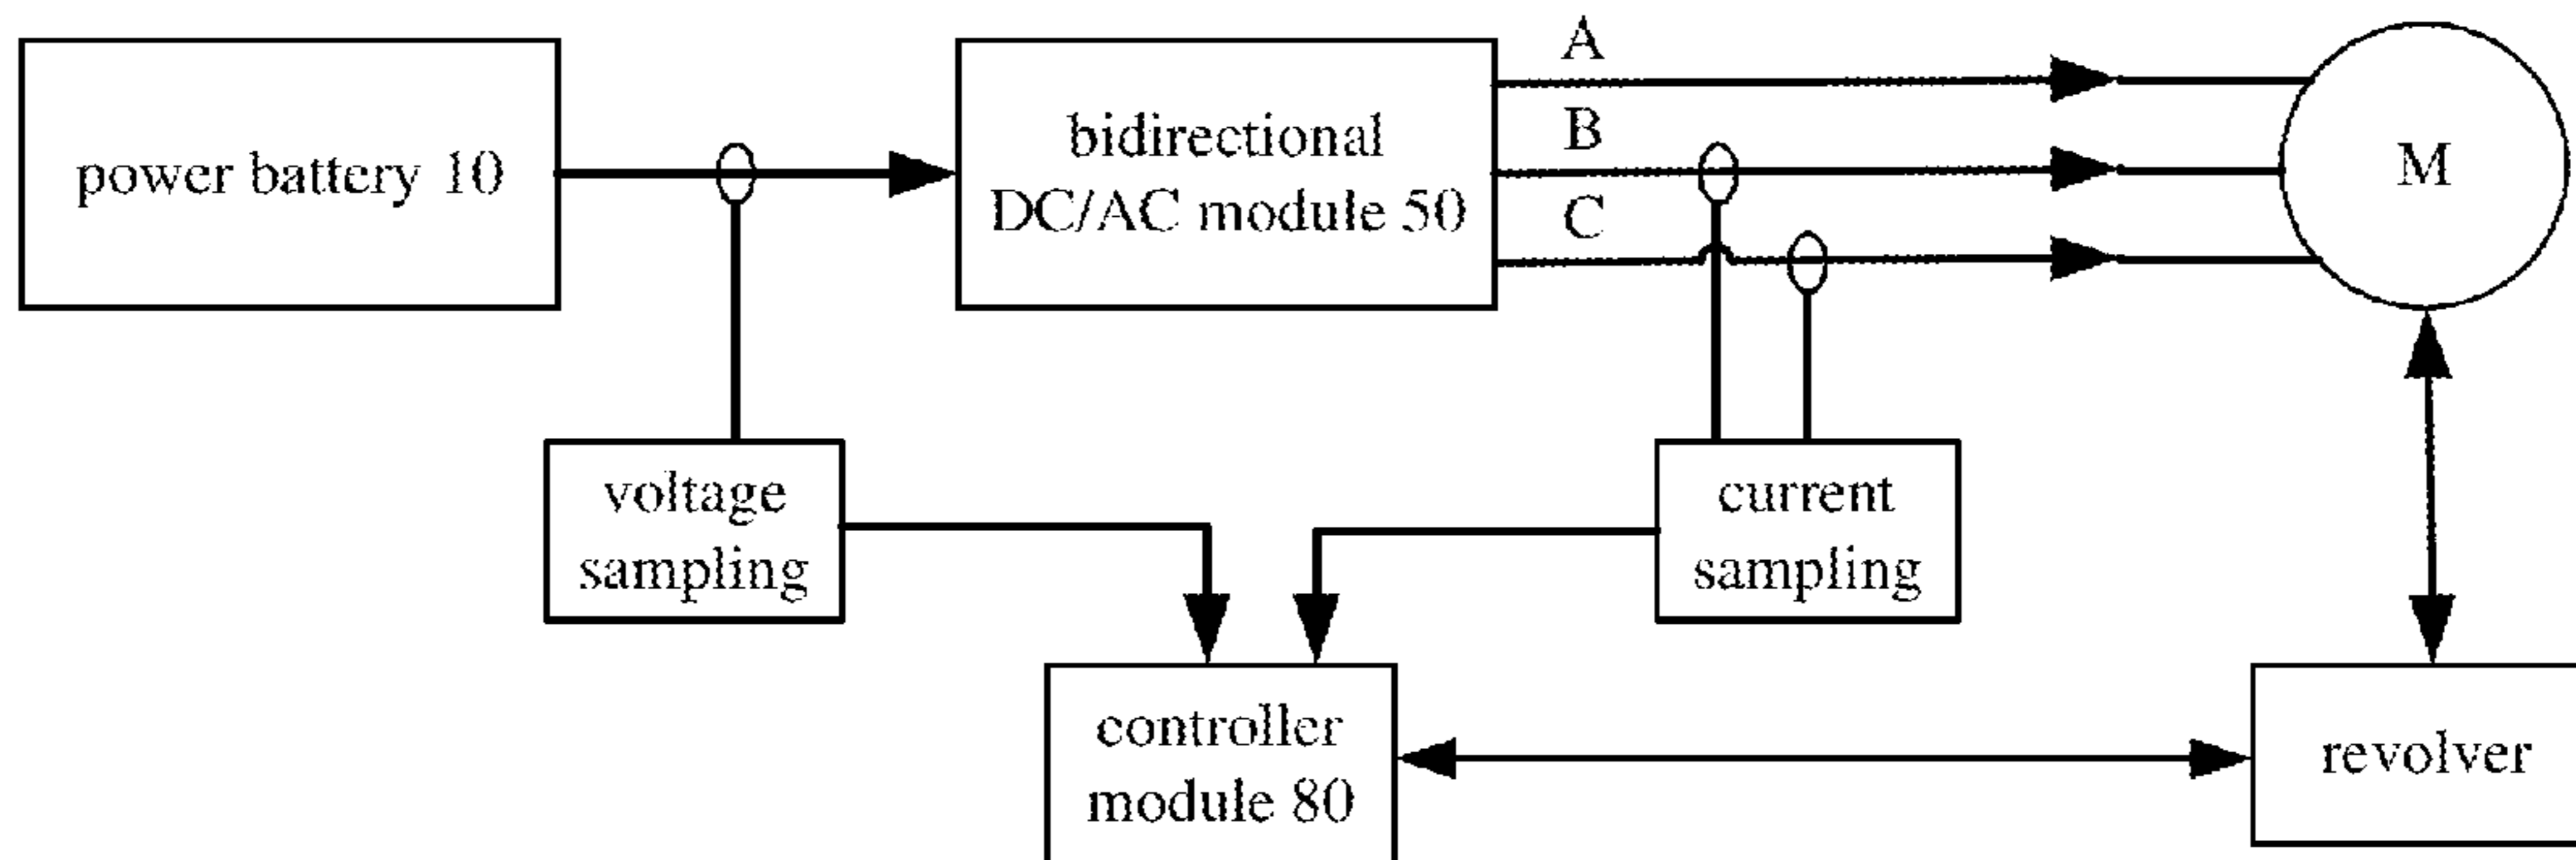 power battery 10
bidirectional
DC/AC module 50
A
B
C
M
voltage
sampling
current
sampling
controller
module 80
revolver